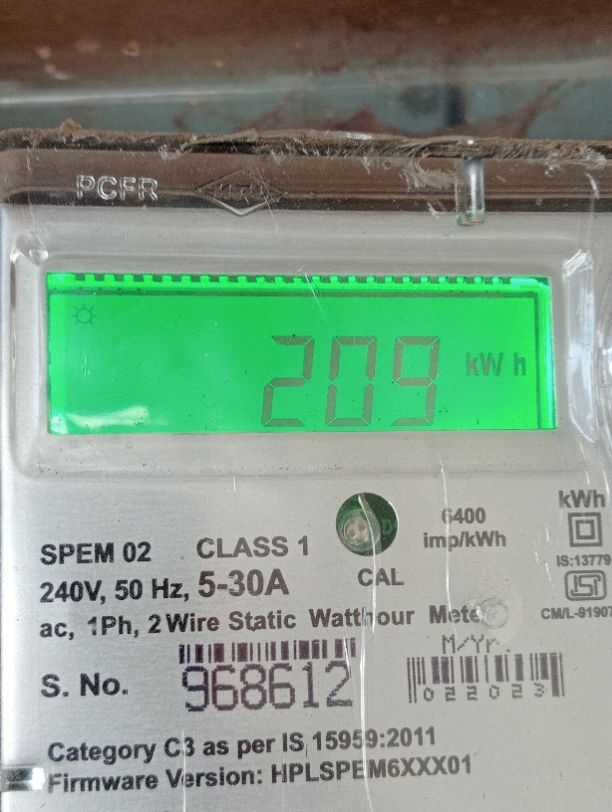 PCFR
209 kWh
6400
imp/kWh
kWh
SPEM 02 CLASS 1
IS:13779
240V, 50 Hz, 5-30A
CAL
CM/L-91907
ac, 1Ph, 2 Wire Static Watthour Meter
M/Yr.
S. No. 968612
022023
Category C3 as per IS 15959:2011
Firmware Version: HPLSPEM6XXX01